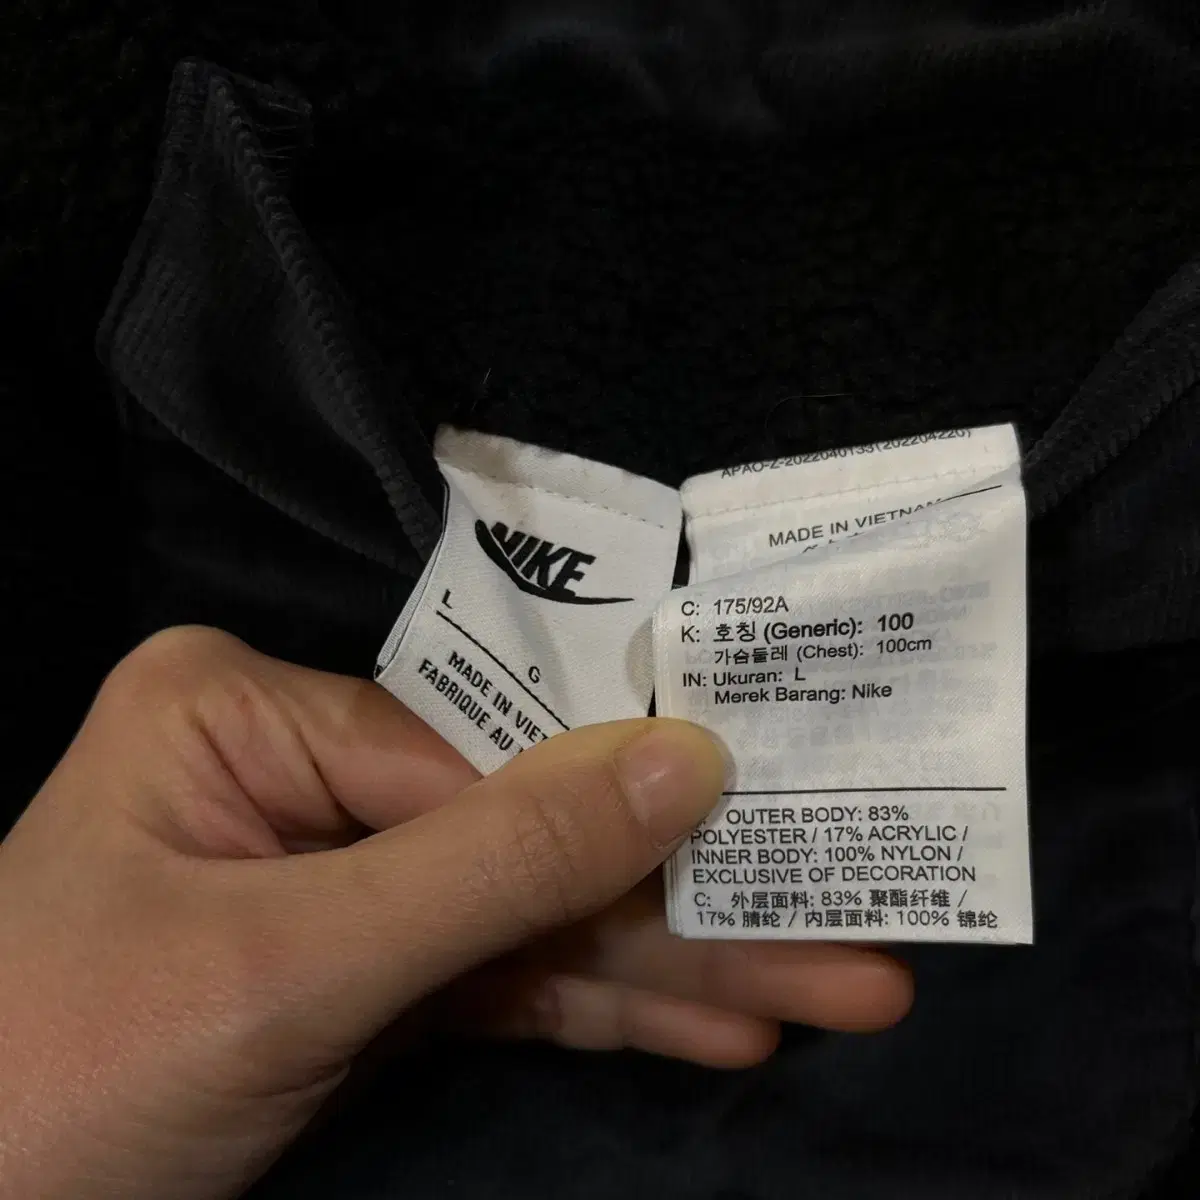 NIKE
L
G
MADE IN VIET
FABRIQUE AU
APAO-Z-2022040133(202204220)
MADE IN VIETNAM
C: 175/92A
K: 호칭 (Generic): 100
가슴둘레 (Chest): 100cm
IN: Ukuran: L
Merek Barang: Nike
OUTER BODY: 83%
POLYESTER / 17% ACRYLIC /
INNER BODY: 100% NYLON /
EXCLUSIVE OF DECORATION
C: 外层面料: 83% 聚酯纤维 /
17% 腈纶 / 内层面料: 100% 锦纶